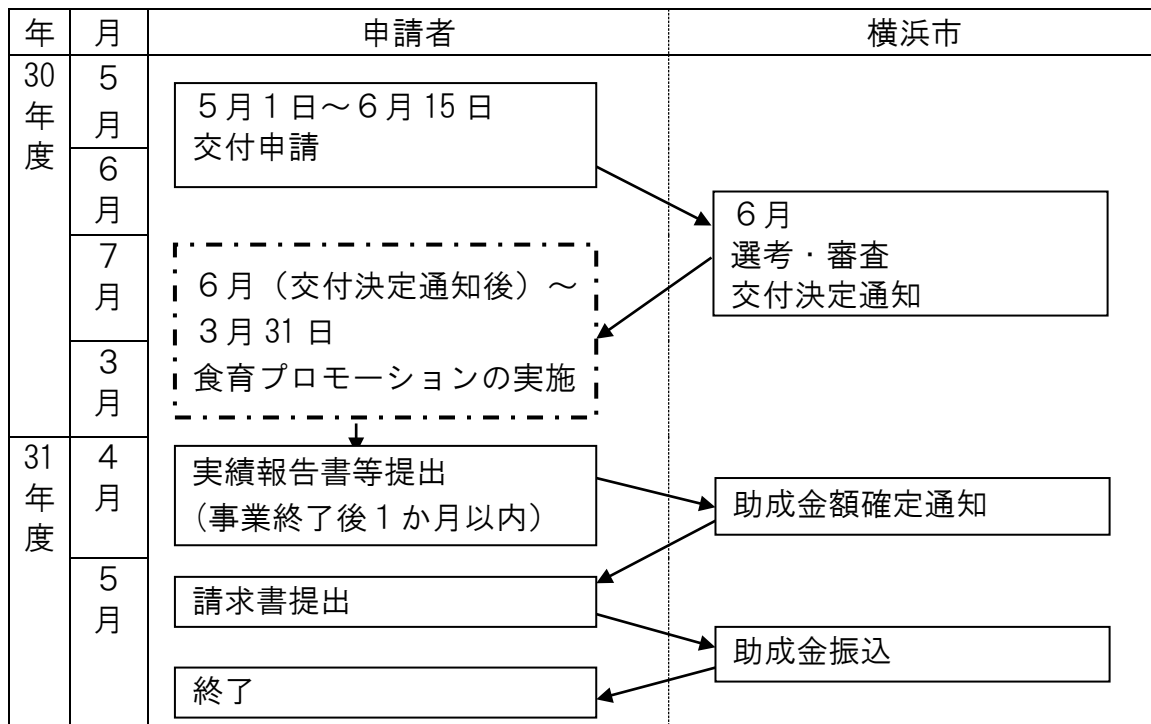 年 月 申請者 横浜市
30
年
度
5
月
6
月
7
月
3
月
31
年
度
4
月
5
月
5月1日～6月15日
交付申請
6月
選考・審査
交付決定通知
6月（交付決定通知後）～
3月31日
食育プロモーションの実施
実績報告書等提出
（事業終了後1か月以内）
助成金額確定通知
請求書提出
助成金振込
終了